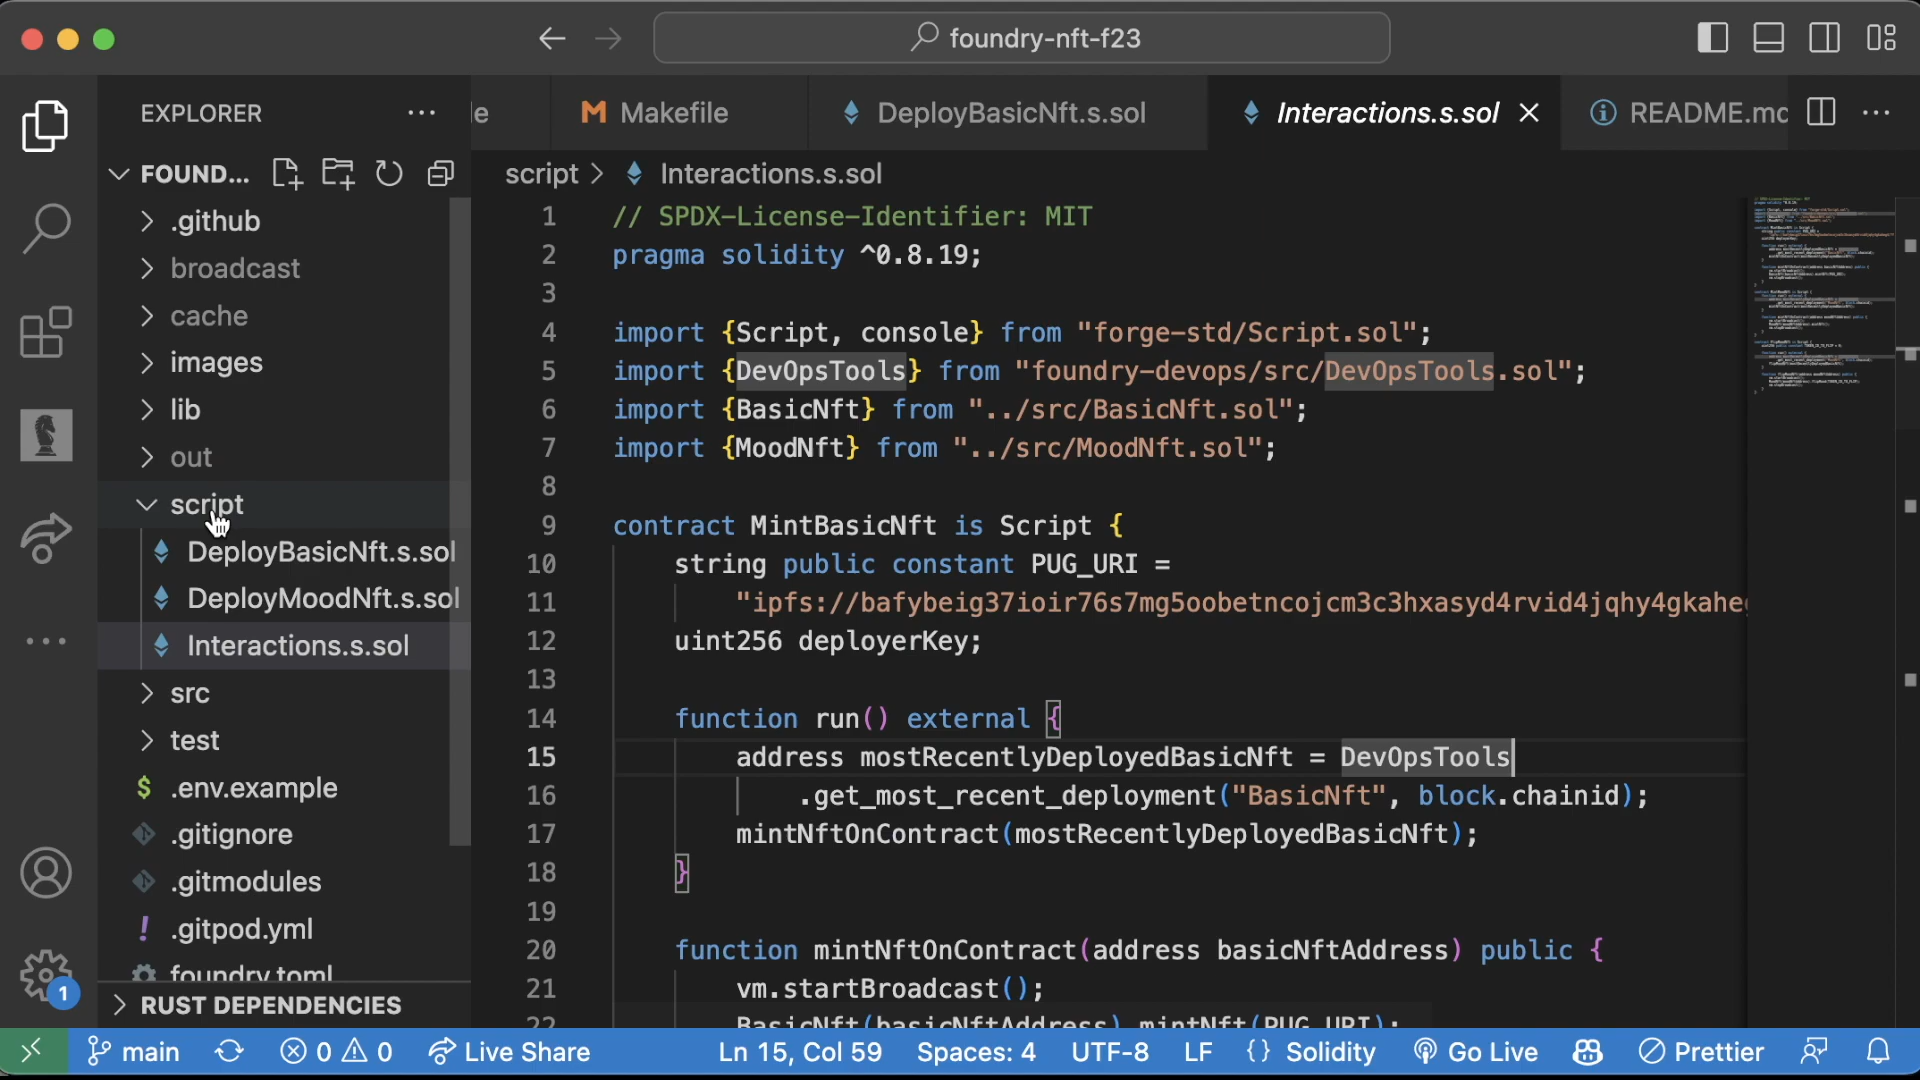 foundry-nft-f23
EXPLORER
FOUND...
.github
broadcast
cache
images
lib
out
script
DeployBasicNft.s.sol
DeployMoodNft.s.sol
Interactions.s.sol
src
test
$ .env.example
.gitignore
.gitmodules
! .gitpod.yml
foundry.toml
RUST DEPENDENCIES
1
le
M Makefile
DeployBasicNft.s.sol
Interactions.s.sol
README.md
script > Interactions.s.sol
1 // SPDX-License-Identifier: MIT
2 pragma solidity ^0.8.19;
3
4 import {Script, console} from "forge-std/Script.sol";
5 import {DevOpsTools} from "foundry-devops/src/DevOpsTools.sol";
6 import {BasicNft} from "../src/BasicNft.sol";
7 import {MoodNft} from "../src/MoodNft.sol";
8
9 contract MintBasicNft is Script {
10 string public constant PUG_URI =
11 "ipfs://bafybeig37ioir76s7mg5oobetncojcm3c3hxasyd4rvid4jqhy4gkahe
12 uint256 deployerKey;
13
14 function run() external {
15 address mostRecentlyDeployedBasicNft = DevOpsTools
16 .get_most_recent_deployment("BasicNft", block.chainid);
17 mintNftOnContract(mostRecentlyDeployedBasicNft);
18 }
19
20 function mintNftOnContract(address basicNftAddress) public {
21 vm.startBroadcast();
22 BasicNft(basicNftAddress).mintNft(PUG_URI);
main
0 0
Live Share
Ln 15, Col 59
Spaces: 4
UTF-8
LF
{} Solidity
Go Live
Prettier